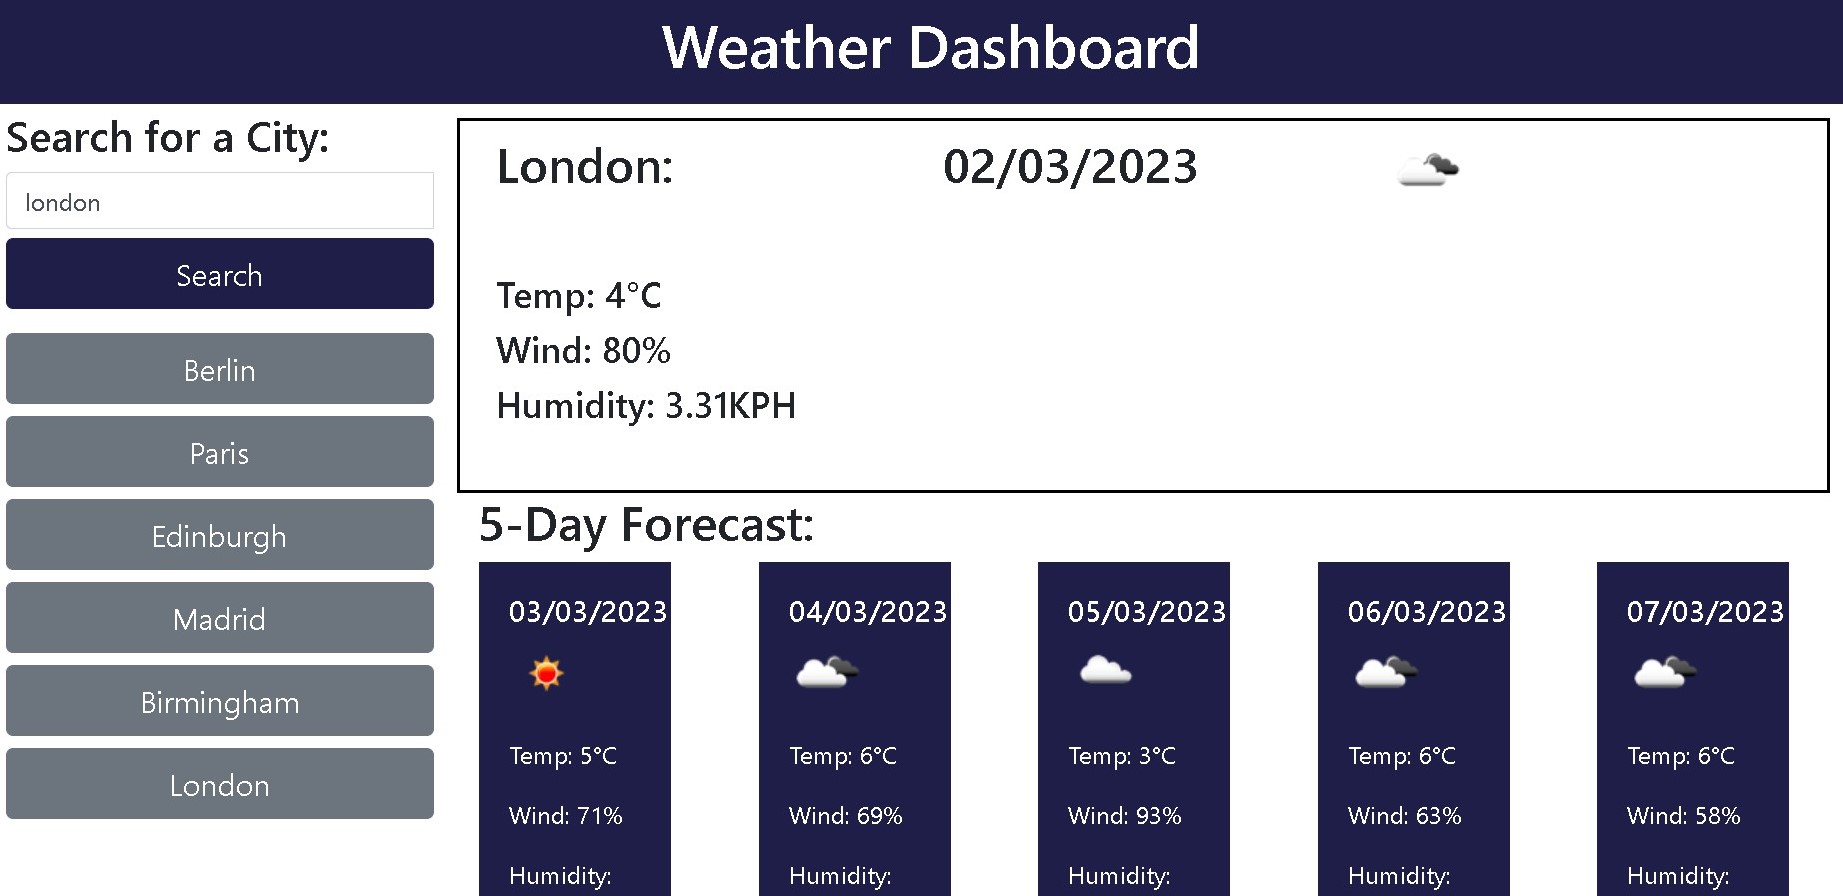 Weather Dashboard
Search for a City:
london
Search
Berlin
Paris
Edinburgh
Madrid
Birmingham
London
London:
02/03/2023
Temp: 4°C
Wind: 80%
Humidity: 3.31KPH
5-Day Forecast:
03/03/2023
Temp: 5°C
Wind: 71%
Humidity:
04/03/2023
Temp: 6°C
Wind: 69%
Humidity:
05/03/2023
Temp: 3°C
Wind: 93%
Humidity:
06/03/2023
Temp: 6°C
Wind: 63%
Humidity:
07/03/2023
Temp: 6°C
Wind: 58%
Humidity: